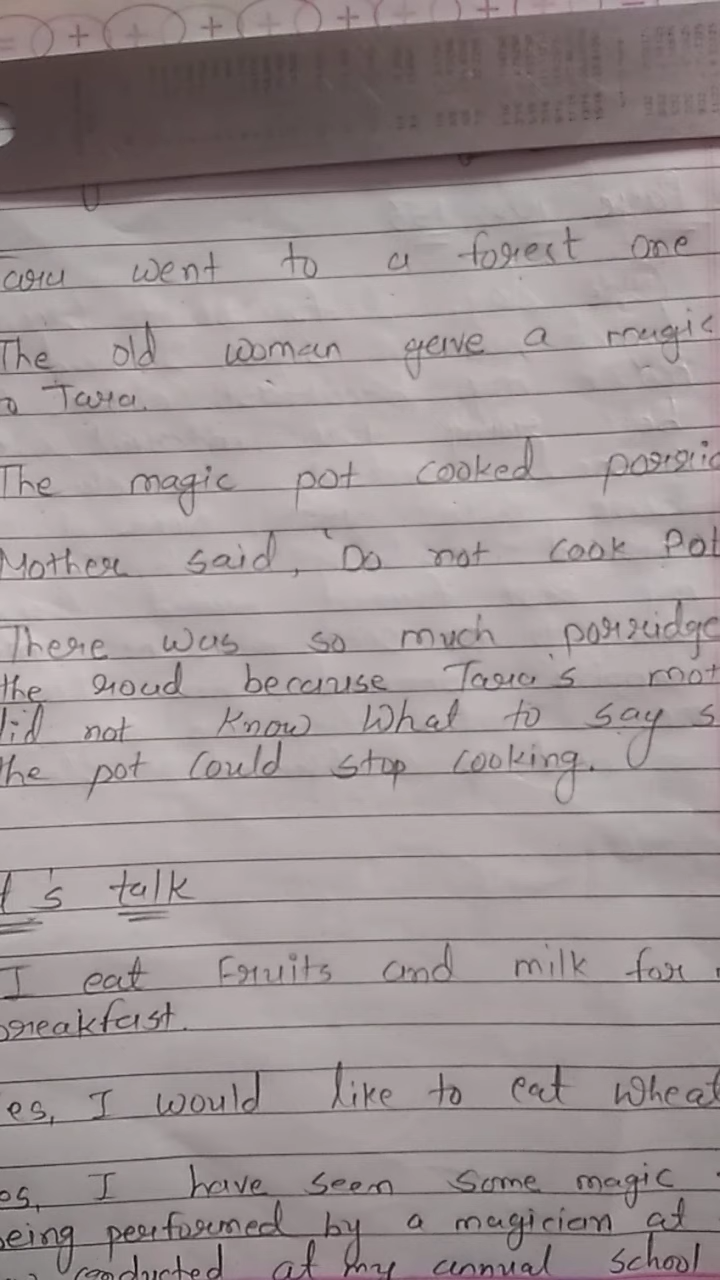 went to a forest one
The old woman gave a magic
Tara.
The magic pot cooked
Mother said, "Do not cook Pot
There was so much porridge
the road because Tara's
not know what to say
the pot could stop cooking.
talk
I eat Fruits and milk for
breakfast.
I would like to eat wheat
I have seen some magic
being performed by a magician at
conducted at my annual school